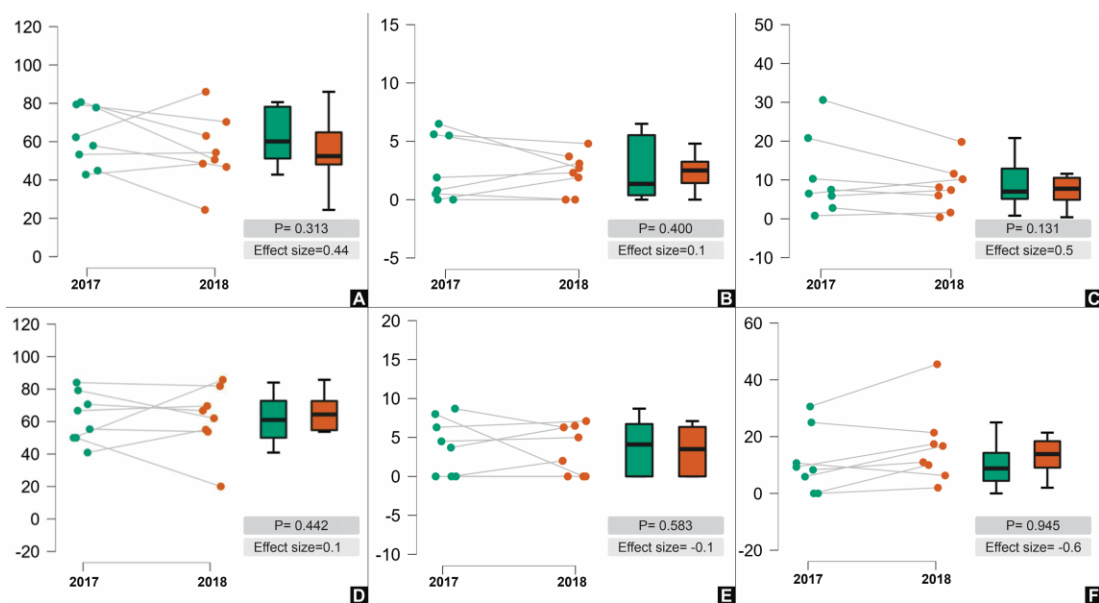 120
100
80
60
40
20
0
P= 0.313
Effect size=0.44
2017 2018
A
15
10
5
0
-5
P= 0.400
Effect size=0.1
2017 2018
B
50
40
30
20
10
0
-10
P= 0.131
Effect size=0.5
2017 2018
C
120
100
80
60
40
20
0
-20
P= 0.442
Effect size=0.1
2017 2018
D
20
15
10
5
0
-5
-10
P= 0.583
Effect size= -0.1
2017 2018
E
60
40
20
0
-20
P= 0.945
Effect size= -0.6
2017 2018
F